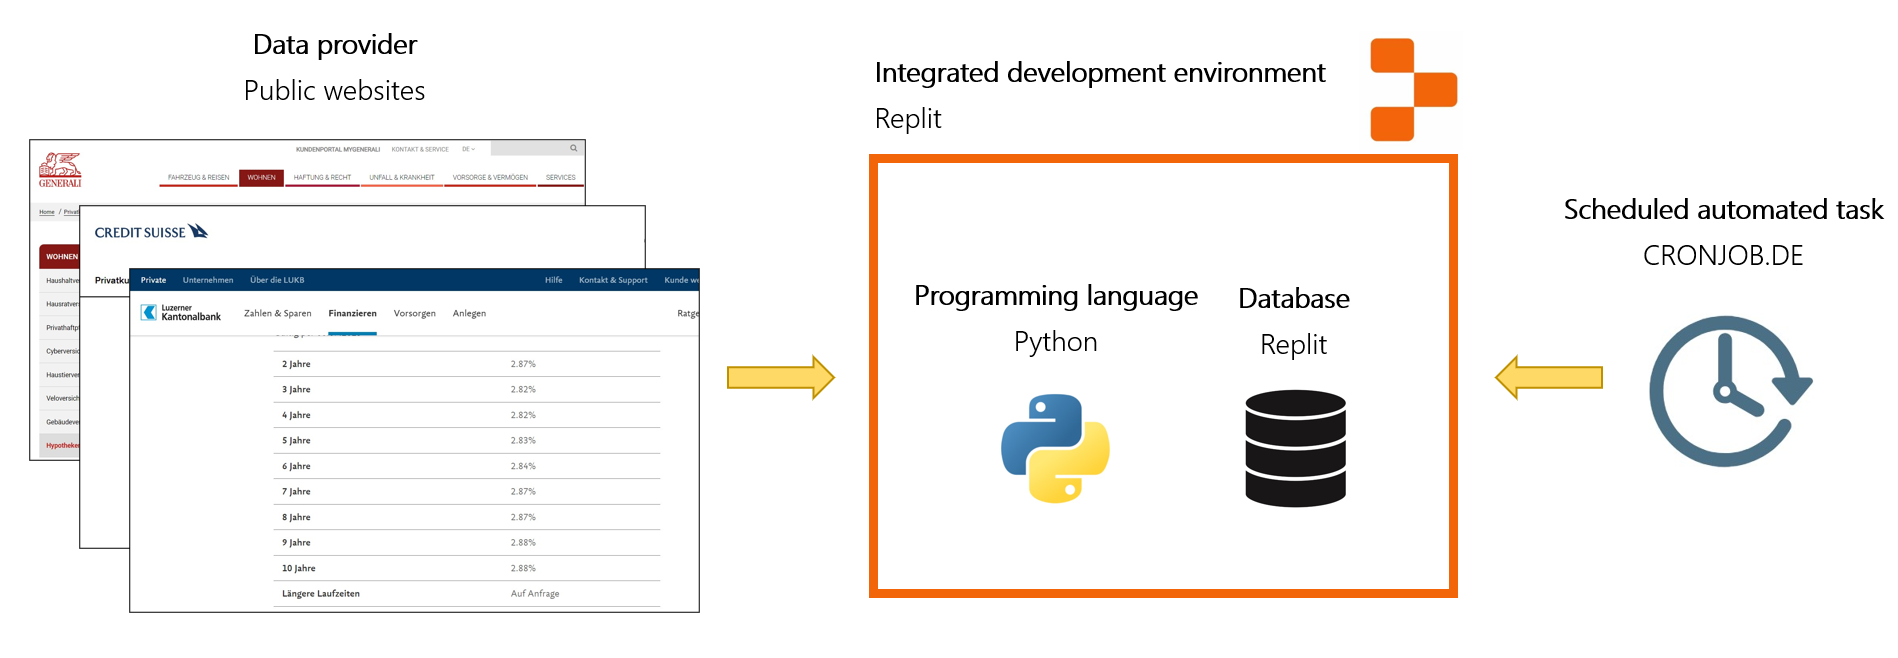 Data provider
Public websites
KUNDENPORTAL MYGENERALI KONTAKT & SERVICE DE
GENERALI
FAHRZEUG & REISEN WOHNEN HAFTUNG & RECHT UNFALL & KRANKHEIT VORSORGE & VERMÖGEN SERVICES
Home / Privat
WOHNEN
Haushaltve
Hausratver
Privathaftpf
Cyberversic
Haustierver
Veloversich
Gebäudever
Hypotheke
CREDIT SUISSE
Privatku
Private Unternehmen Über die LUKB Hilfe Kontakt & Support Kunde we
Luzerner
Kantonalbank
Zahlen & Sparen Finanzieren Vorsorgen Anlegen Ratge
2 Jahre 2.87%
3 Jahre 2.82%
4 Jahre 2.82%
5 Jahre 2.83%
6 Jahre 2.84%
7 Jahre 2.87%
8 Jahre 2.87%
9 Jahre 2.88%
10 Jahre 2.88%
Längere Laufzeiten Auf Anfrage
Integrated development environment
Replit
Programming language
Python
Database
Replit
Scheduled automated task
CRONJOB.DE